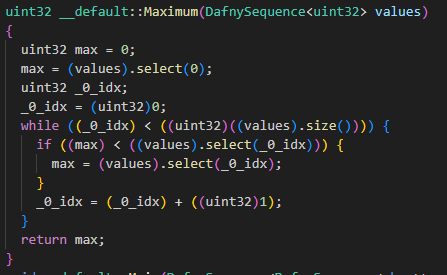 uint32 __default::Maximum(DafnySequence<uint32> values)
{
  uint32 max = 0;
  max = (values).select(0);
  uint32 _0_idx;
  _0_idx = (uint32)0;
  while ((_0_idx) < ((uint32)((values).size()))) {
    if ((max) < ((values).select(_0_idx))) {
      max = (values).select(_0_idx);
    }
    _0_idx = (_0_idx) + ((uint32)1);
  }
  return max;
}